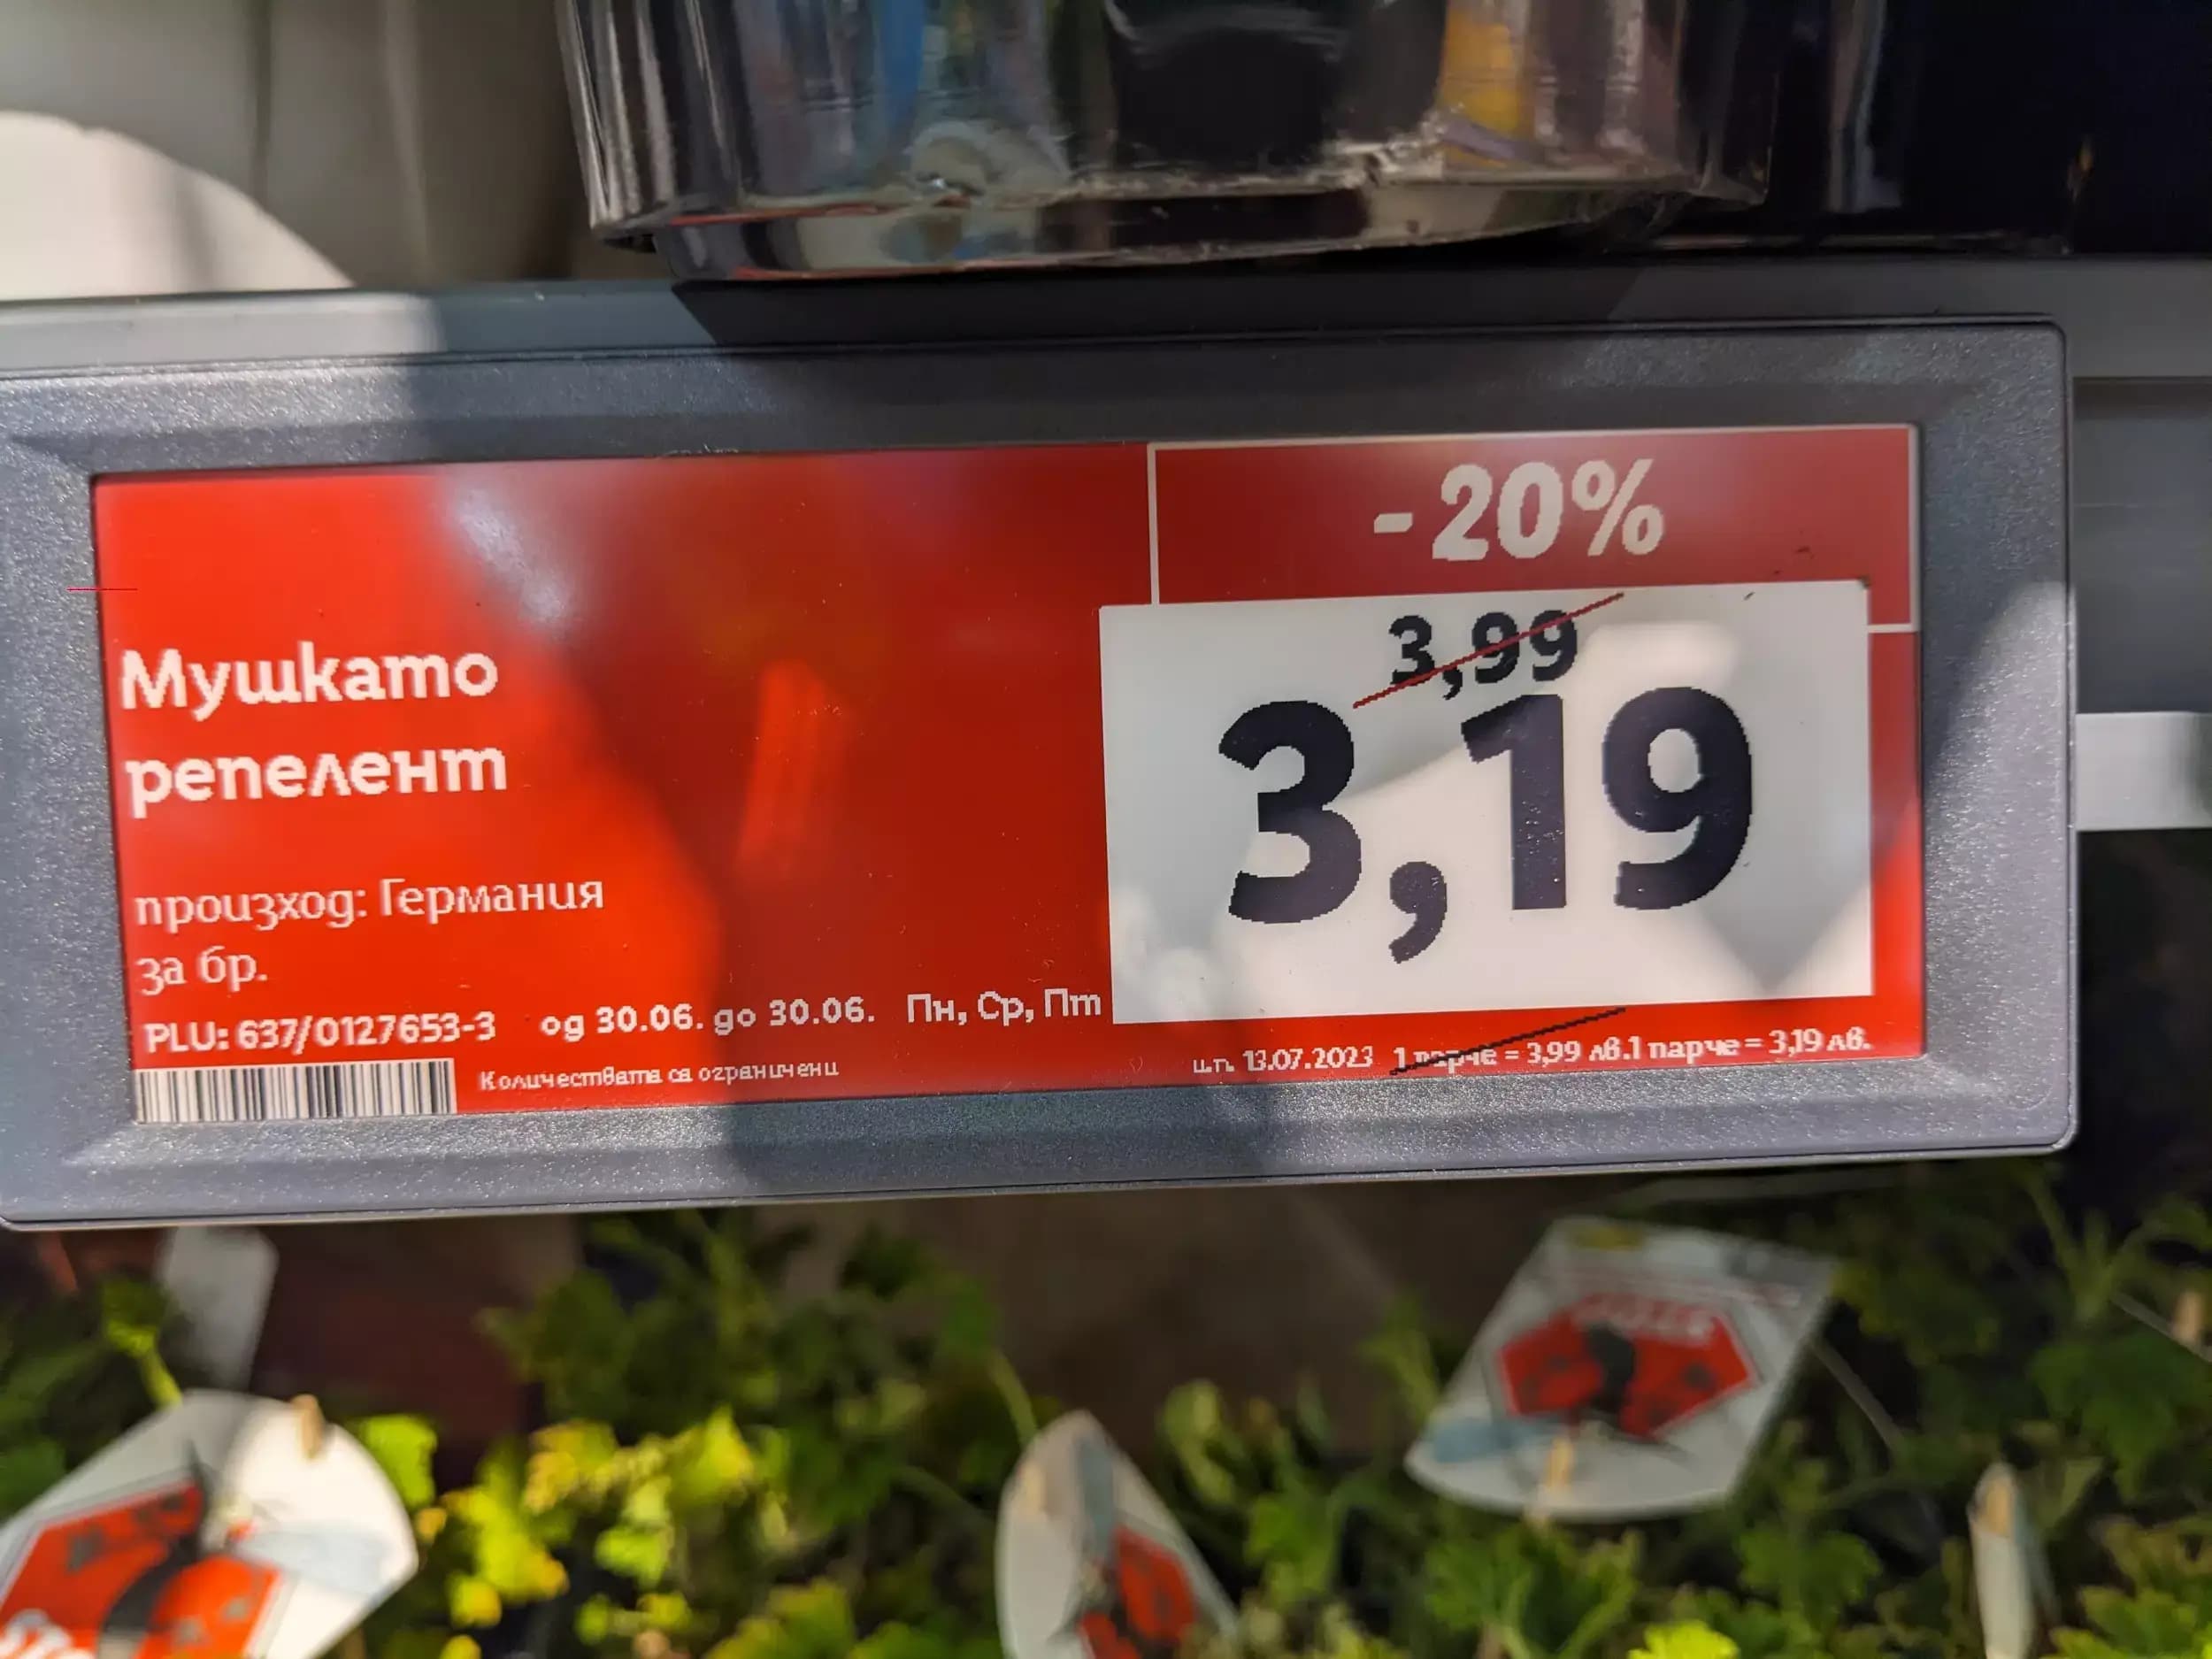 -20%
3,99
3,19
Мушкато
репелент
произход: Германия
за бр.
PLU: 637/0127653-3 од 30.06. до 30.06. Пн, Ср, Пт
Количествата са ограничени
ц.п. 13.07.2023 1 парче = 3,99 лв.1 парче = 3,19 лв.